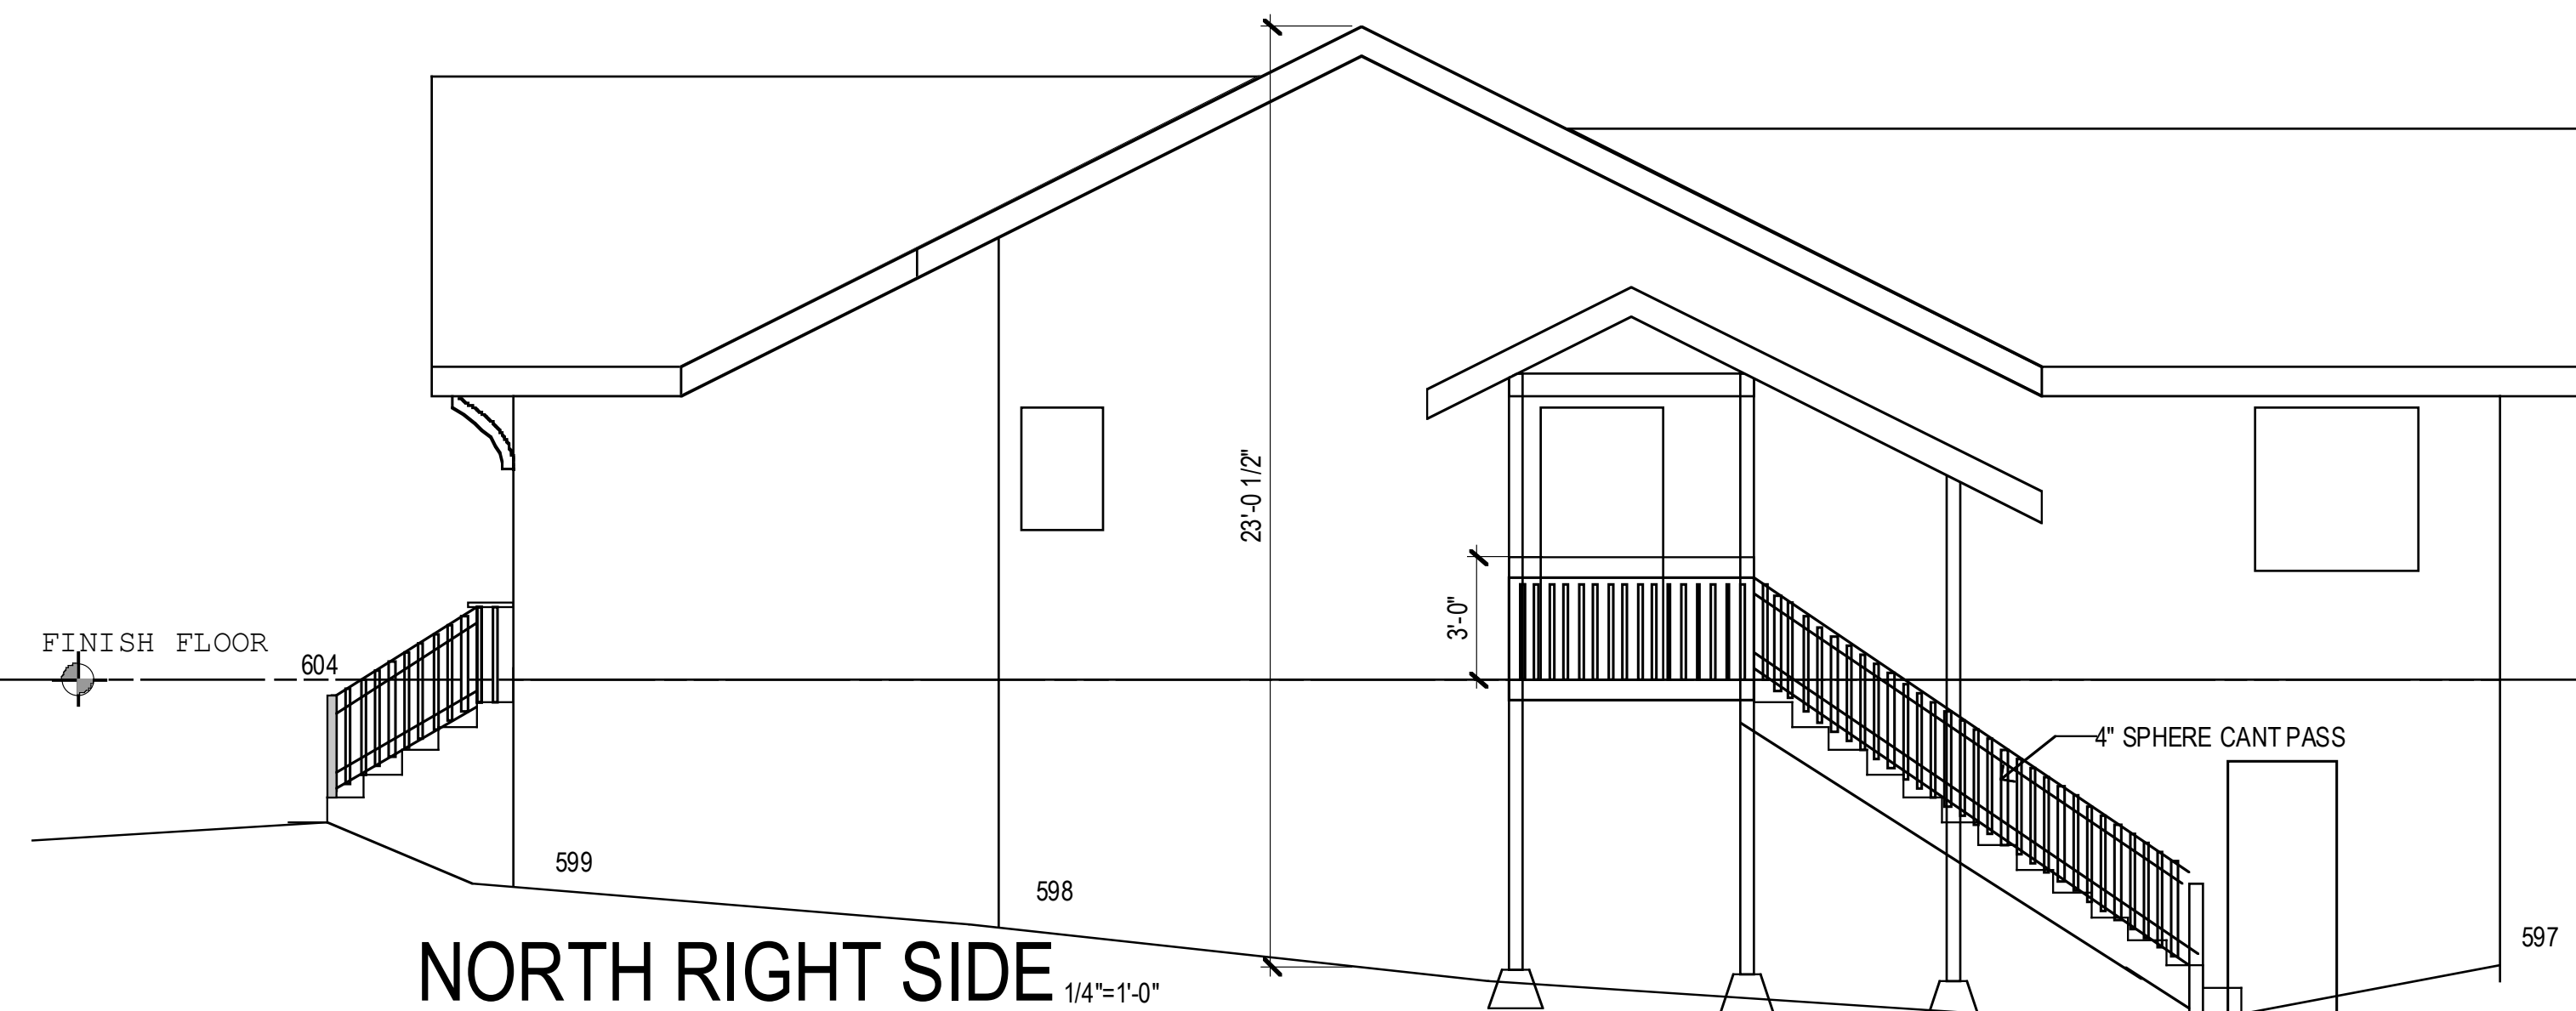 23'-0 1/2"
3'-0"
FINISH FLOOR
604
4" SPHERE CANT PASS
599
598
597
NORTH RIGHT SIDE 1/4"=1'-0"